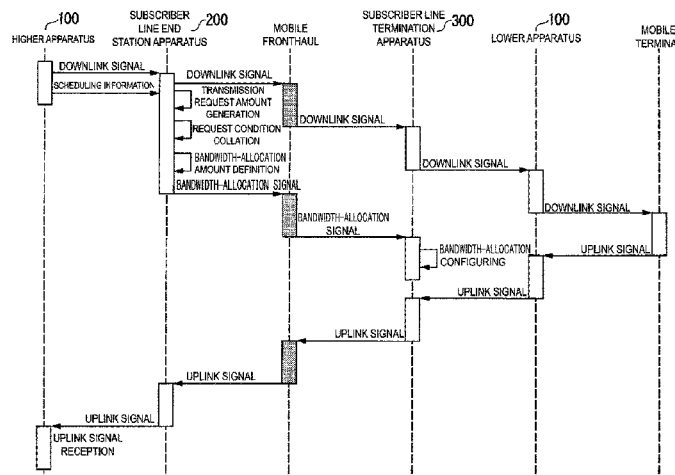 100
HIGHER APPARATUS
SUBSCRIBER
LINE END
STATION APPARATUS
200
MOBILE
FRONTHAUL
SUBSCRIBER LINE
TERMINATION
APPARATUS
300
100
LOWER APPARATUS
MOBILE
TERMINA
DOWNLINK SIGNAL
SCHEDULING INFORMATION
DOWNLINK SIGNAL
TRANSMISSION
REQUEST AMOUNT
GENERATION
REQUEST CONDITION
COLLATION
BANDWIDTH-ALLOCATION
AMOUNT DEFINITION
BANDWIDTH-ALLOCATION SIGNAL
DOWNLINK SIGNAL
DOWNLINK SIGNAL
DOWNLINK SIGNAL
BANDWIDTH-ALLOCATION
SIGNAL
BANDWIDTH-ALLOCATION
CONFIGURING
UPLINK SIGNAL
UPLINK SIGNAL
UPLINK SIGNAL
UPLINK SIGNAL
UPLINK SIGNAL
UPLINK SIGNAL
RECEPTION